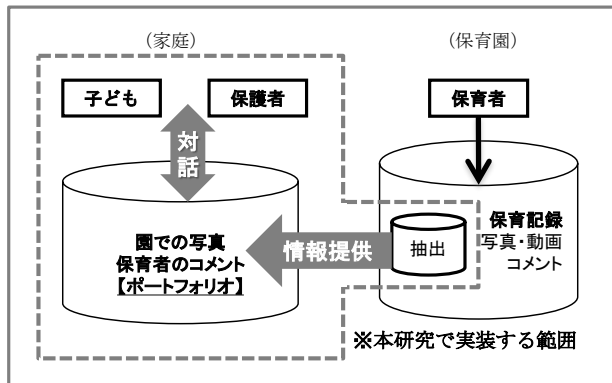 （家庭）
（保育園）
子ども
保護者
保育者
対話
園での写真
保育者のコメント
【ポートフォリオ】
情報提供
抽出
保育記録
写真・動画
コメント
※本研究で実装する範囲